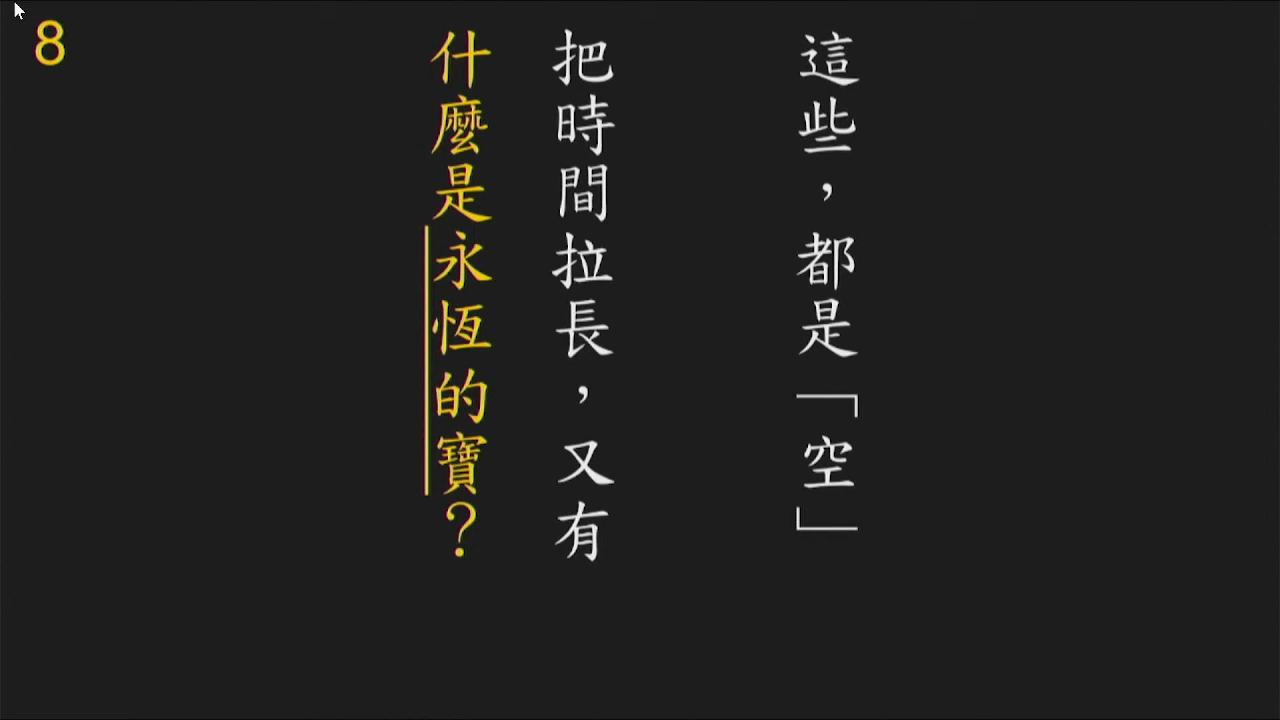 8
這些，都是「空」
把時間拉長，又有
什麼是永恆的寶？